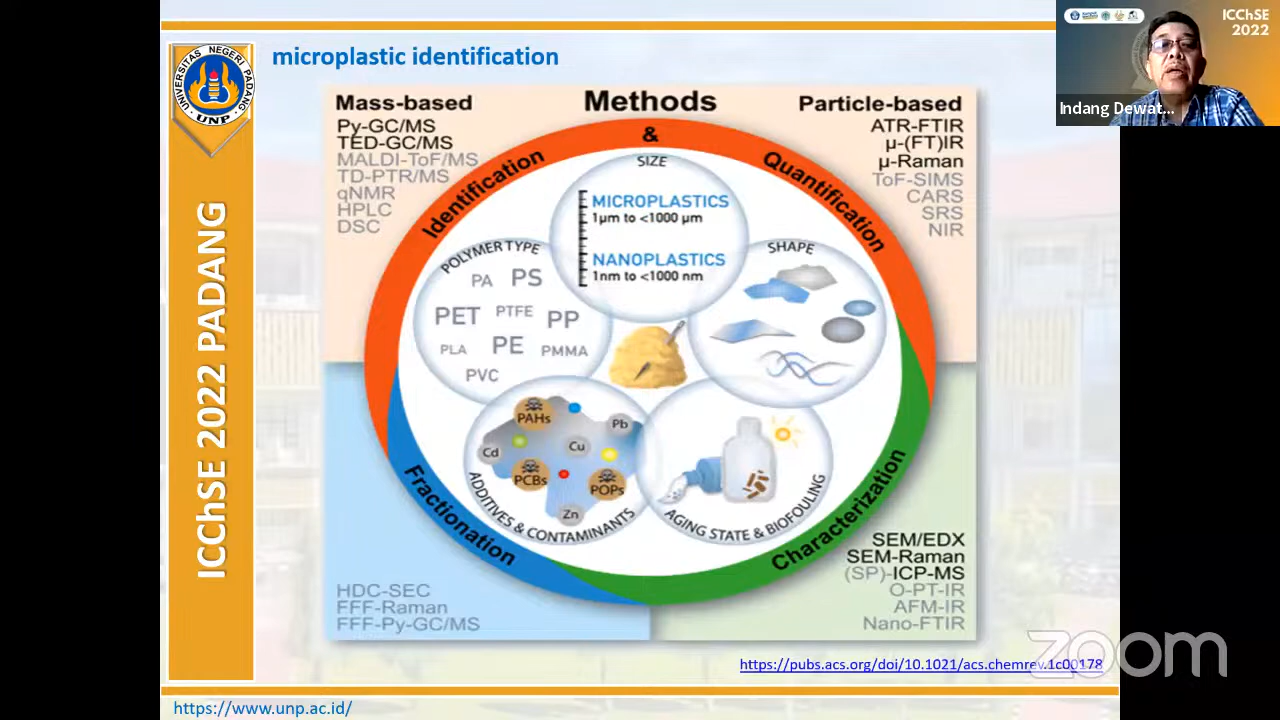 microplastic identification
ICChSE
2022
Indang Dewat...
UNIVERSITAS NEGERI PADANG
UNP
ICChSE 2022 PADANG
Methods
&
Mass-based
Py-GC/MS
TED-GC/MS
MALDI-ToF/MS
TD-PTR/MS
qNMR
HPLC
DSC
Particle-based
ATR-FTIR
µ-(FT)IR
µ-Raman
ToF-SIMS
CARS
SRS
NIR
Identification
Quantification
SIZE
MICROPLASTICS
1µm to <1000 µm
NANOPLASTICS
1nm to <1000 nm
POLYMER TYPE
PA PS
PET PTFE PP
PLA PE PMMA
PVC
SHAPE
PAHs
Pb
Cd
Cu
PCBs
POPs
Zn
ADDITIVES & CONTAMINANTS
AGING STATE & BIOFOULING
Fractionation
Characterization
HDC-SEC
FFF-Raman
FFF-Py-GC/MS
SEM/EDX
SEM-Raman
(SP)-ICP-MS
O-PT-IR
AFM-IR
Nano-FTIR
https://pubs.acs.org/doi/10.1021/acs.chemrev.1c00178
zoom
https://www.unp.ac.id/